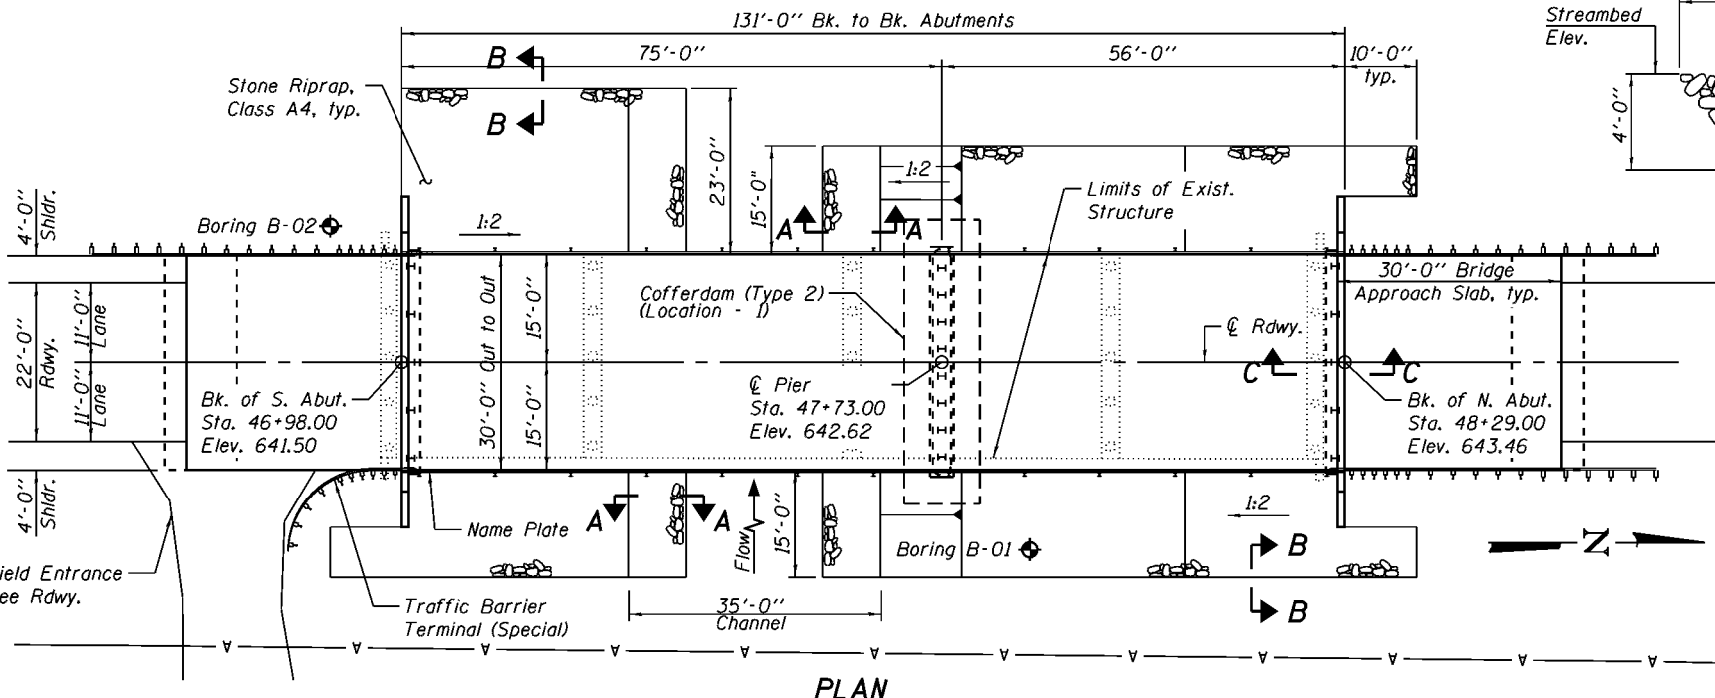 131'-0" Bk. to Bk. Abutments
75'-0"
56'-0"
10'-0"
typ.
Streambed
Elev.
4'-0"
B
B
Stone Riprap,
Class A4, typ.
23'-0"
15'-0"
1:2
Limits of Exist.
Structure
4'-0"
Shldr.
Boring B-02
1:2
A
A
30'-0" Bridge
Approach Slab, typ.
Cofferdam (Type 2)
(Location - 1)
30'-0" Out to Out
15'-0"
15'-0"
℄ Rdwy.
22'-0"
Rdwy.
11'-0"
Lane
11'-0"
Lane
C
C
Bk. of S. Abut.
Sta. 46+98.00
Elev. 641.50
℄ Pier
Sta. 47+73.00
Elev. 642.62
Bk. of N. Abut.
Sta. 48+29.00
Elev. 643.46
4'-0"
Shldr.
Name Plate
A
A
Flow
15'-0"
Boring B-01
1:2
B
B
N
ield Entrance
ee Rdwy.
Traffic Barrier
Terminal (Special)
35'-0"
Channel
PLAN